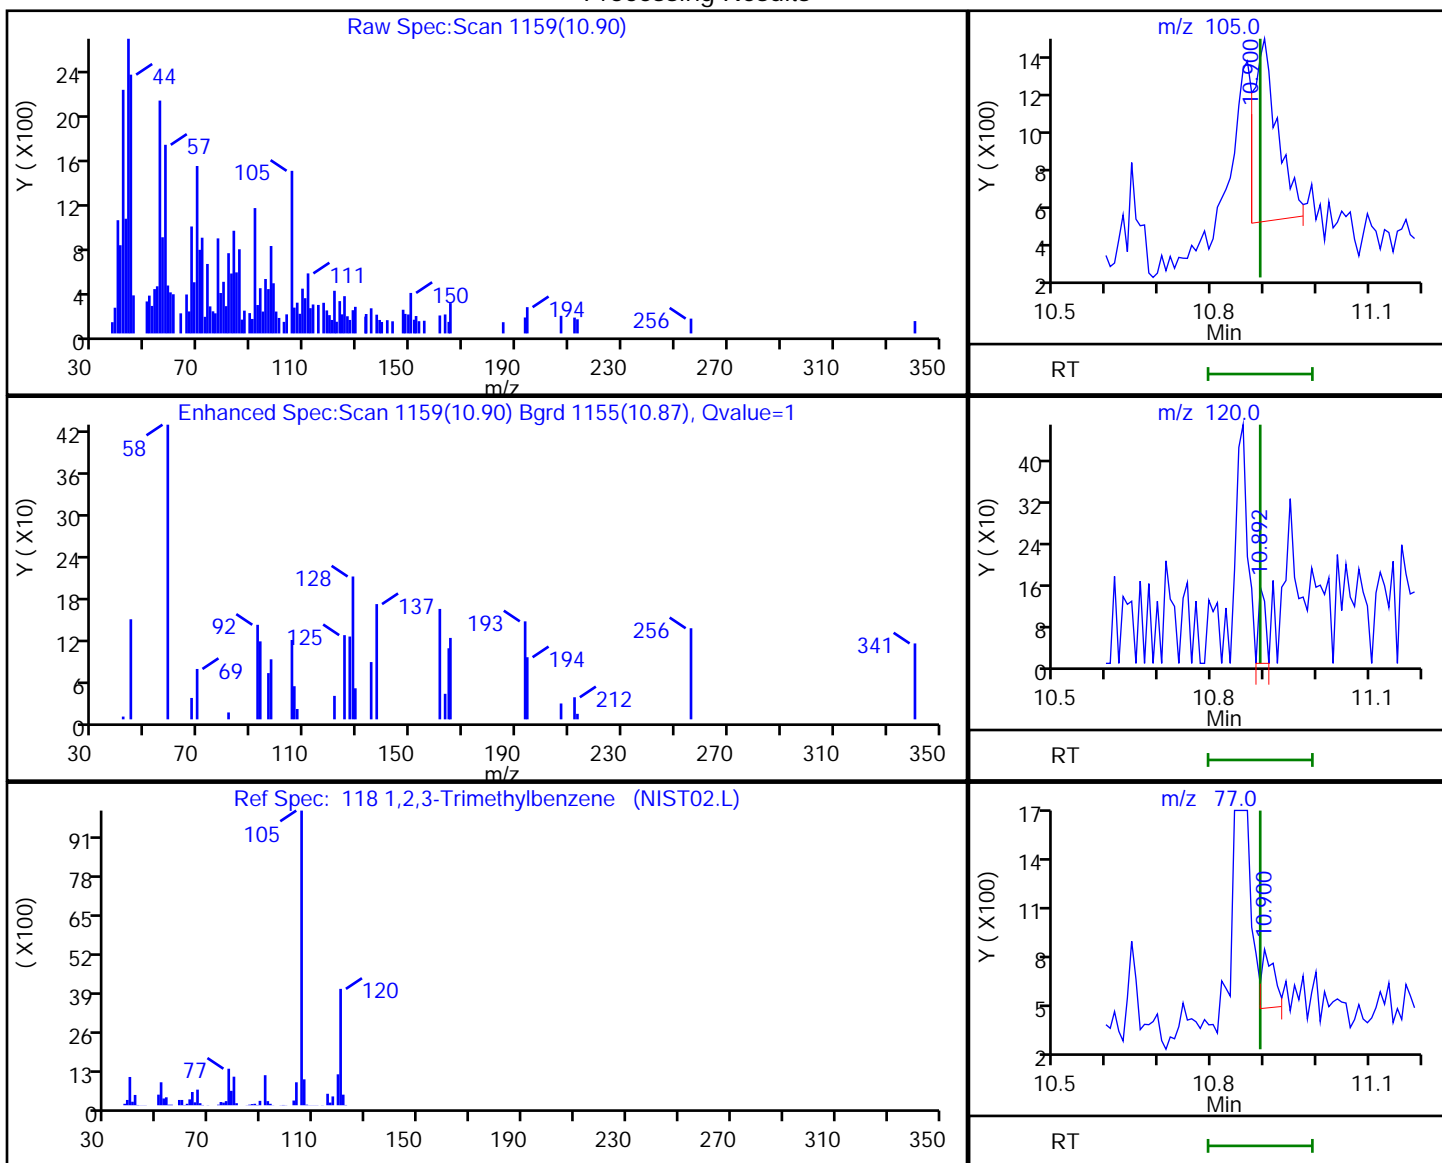 Processing Results
Raw Spec:Scan 1159(10.90)
Y ( X100)
24
20
16
12
8
4
0
44
57
105
111
150
194
256
30 70 110 150 190 230 270 310 350
m/z
m/z 105.0
Y ( X100)
14
12
10
8
6
4
2
10.900
10.5 10.8 11.1
Min
RT
Enhanced Spec:Scan 1159(10.90) Bgrd 1155(10.87), Qvalue=1
Y ( X10)
42
36
30
24
18
12
6
0
58
92
69
128
125
137
193
194
212
256
341
30 70 110 150 190 230 270 310 350
m/z
m/z 120.0
Y ( X10)
40
32
24
16
8
0
10.892
10.5 10.8 11.1
Min
RT
Ref Spec: 118 1,2,3-Trimethylbenzene (NIST02.L)
( X100)
91
78
65
52
39
26
13
0
105
120
77
30 70 110 150 190 230 270 310 350
m/z 77.0
Y ( X100)
17
14
11
8
5
2
10.900
10.5 10.8 11.1
Min
RT